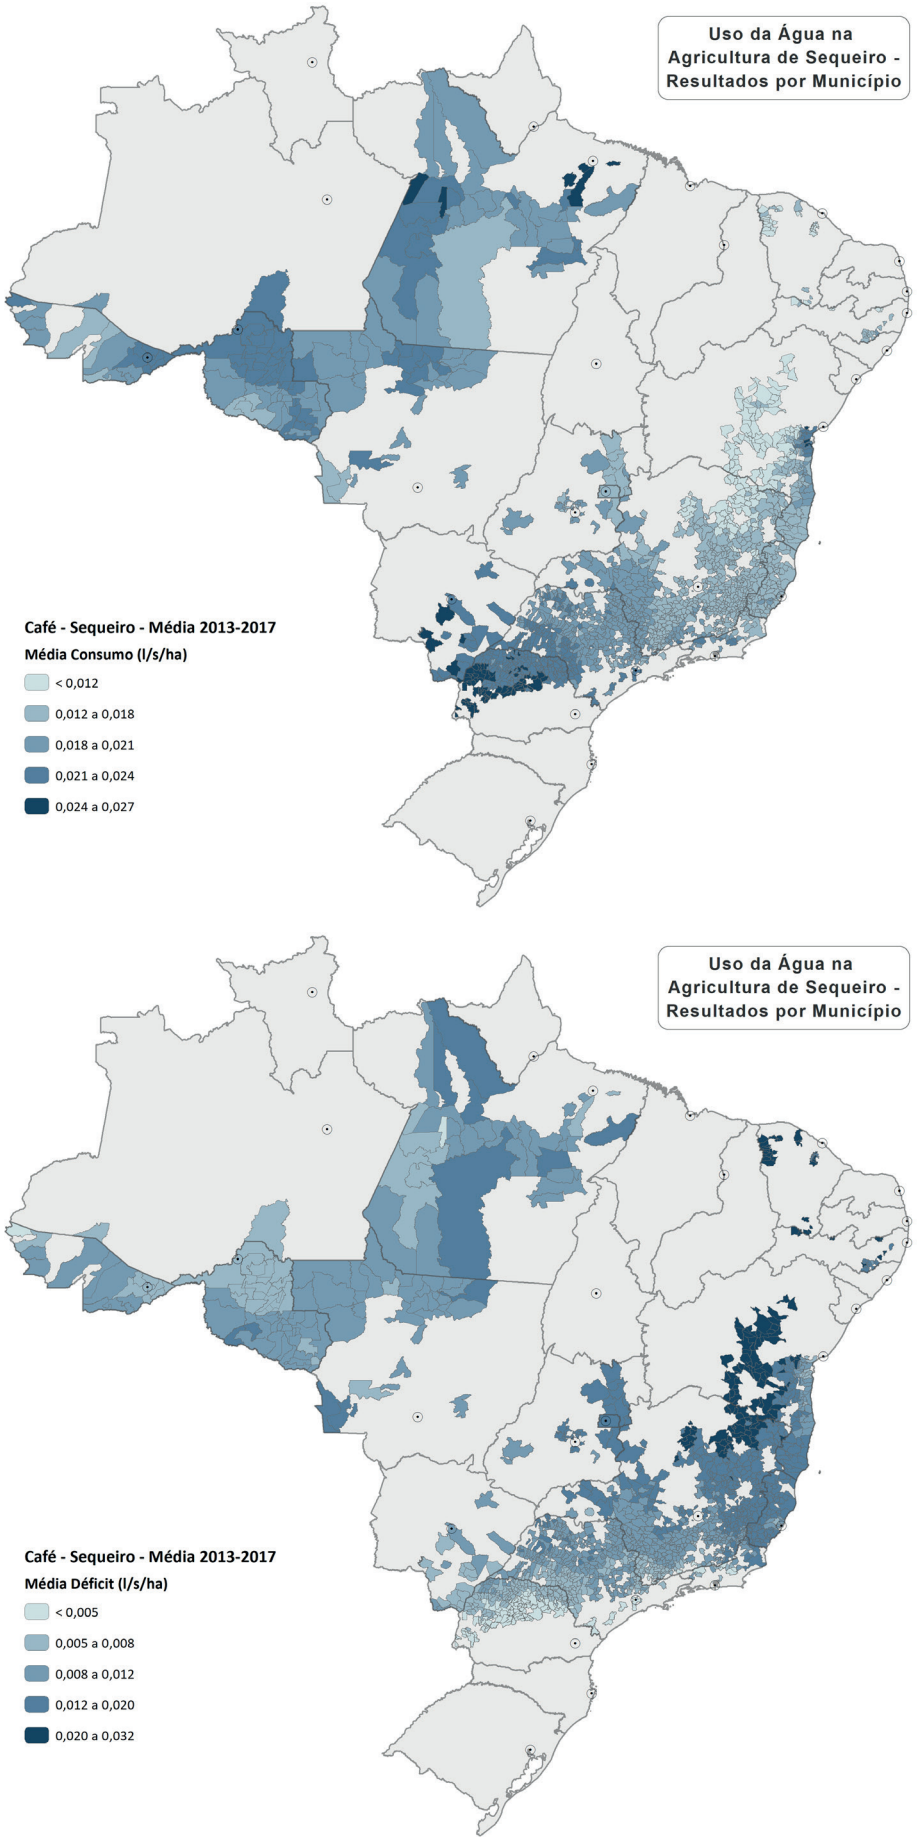 Uso da Água na
Agricultura de Sequeiro -
Resultados por Município
Café - Sequeiro - Média 2013-2017
Média Consumo (l/s/ha)
< 0,012
0,012 a 0,018
0,018 a 0,021
0,021 a 0,024
0,024 a 0,027
Uso da Água na
Agricultura de Sequeiro -
Resultados por Município
Café - Sequeiro - Média 2013-2017
Média Déficit (l/s/ha)
< 0,005
0,005 a 0,008
0,008 a 0,012
0,012 a 0,020
0,020 a 0,032